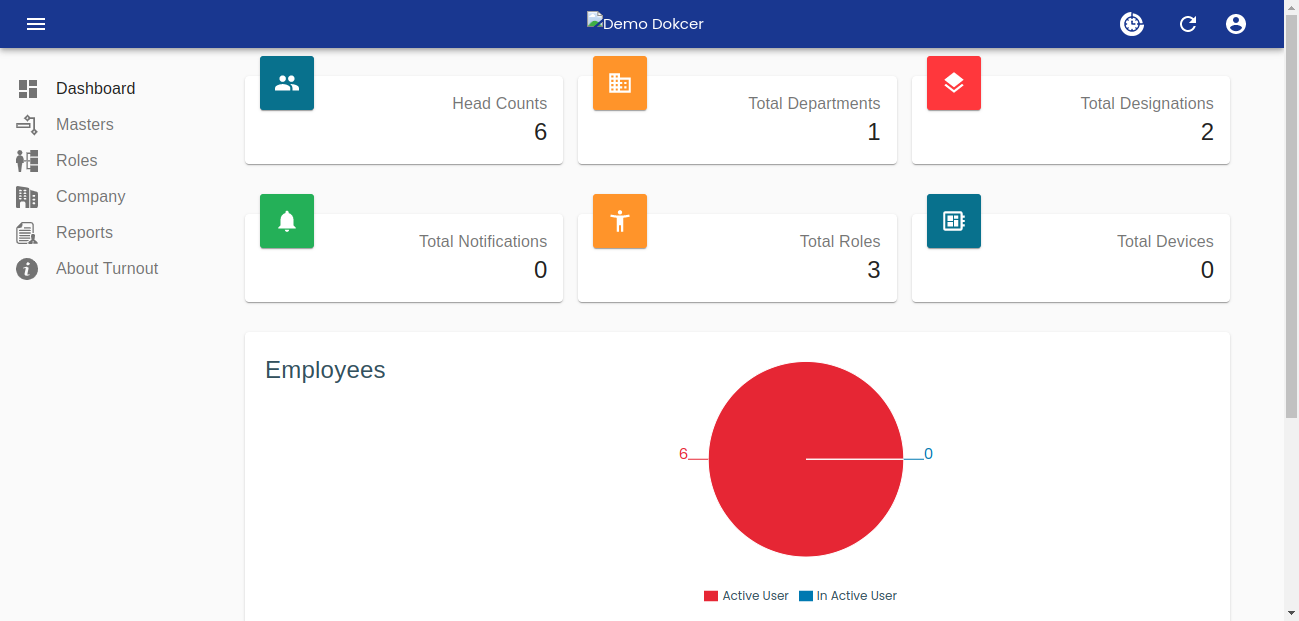 Demo Dokcer
Dashboard
Masters
Roles
Company
Reports
About Turnout
Head Counts
6
Total Departments
1
Total Designations
2
Total Notifications
0
Total Roles
3
Total Devices
0
Employees
6
0
Active User
In Active User